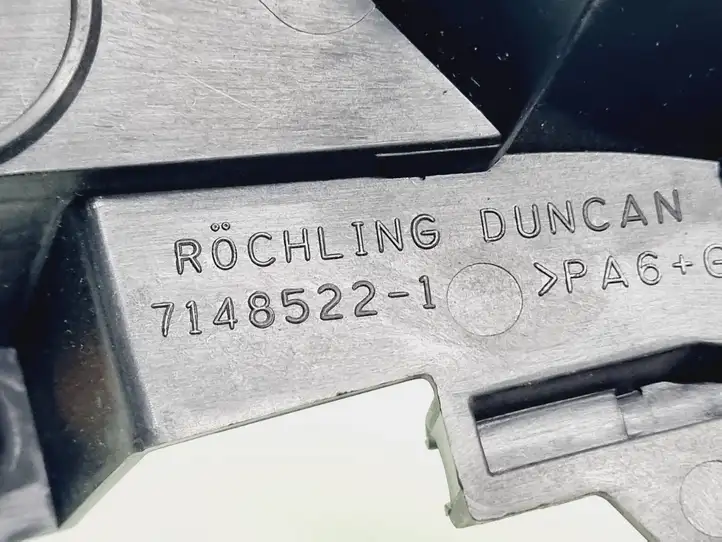 RÖCHLING DUNCAN
7148522-1 >PA6+G